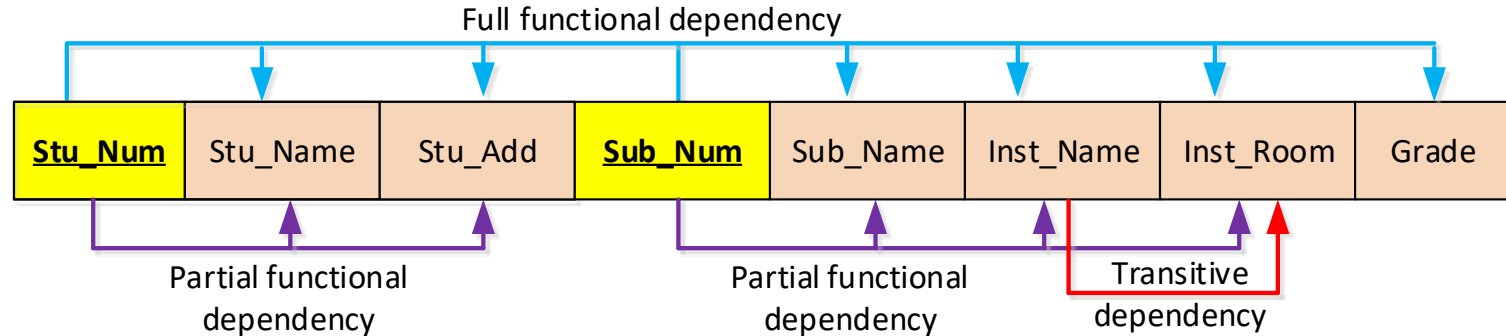 Full functional dependency
Stu_Num Stu_Name Stu_Add Sub_Num Sub_Name Inst_Name Inst_Room Grade
Partial functional
dependency
Partial functional
dependency
Transitive
dependency